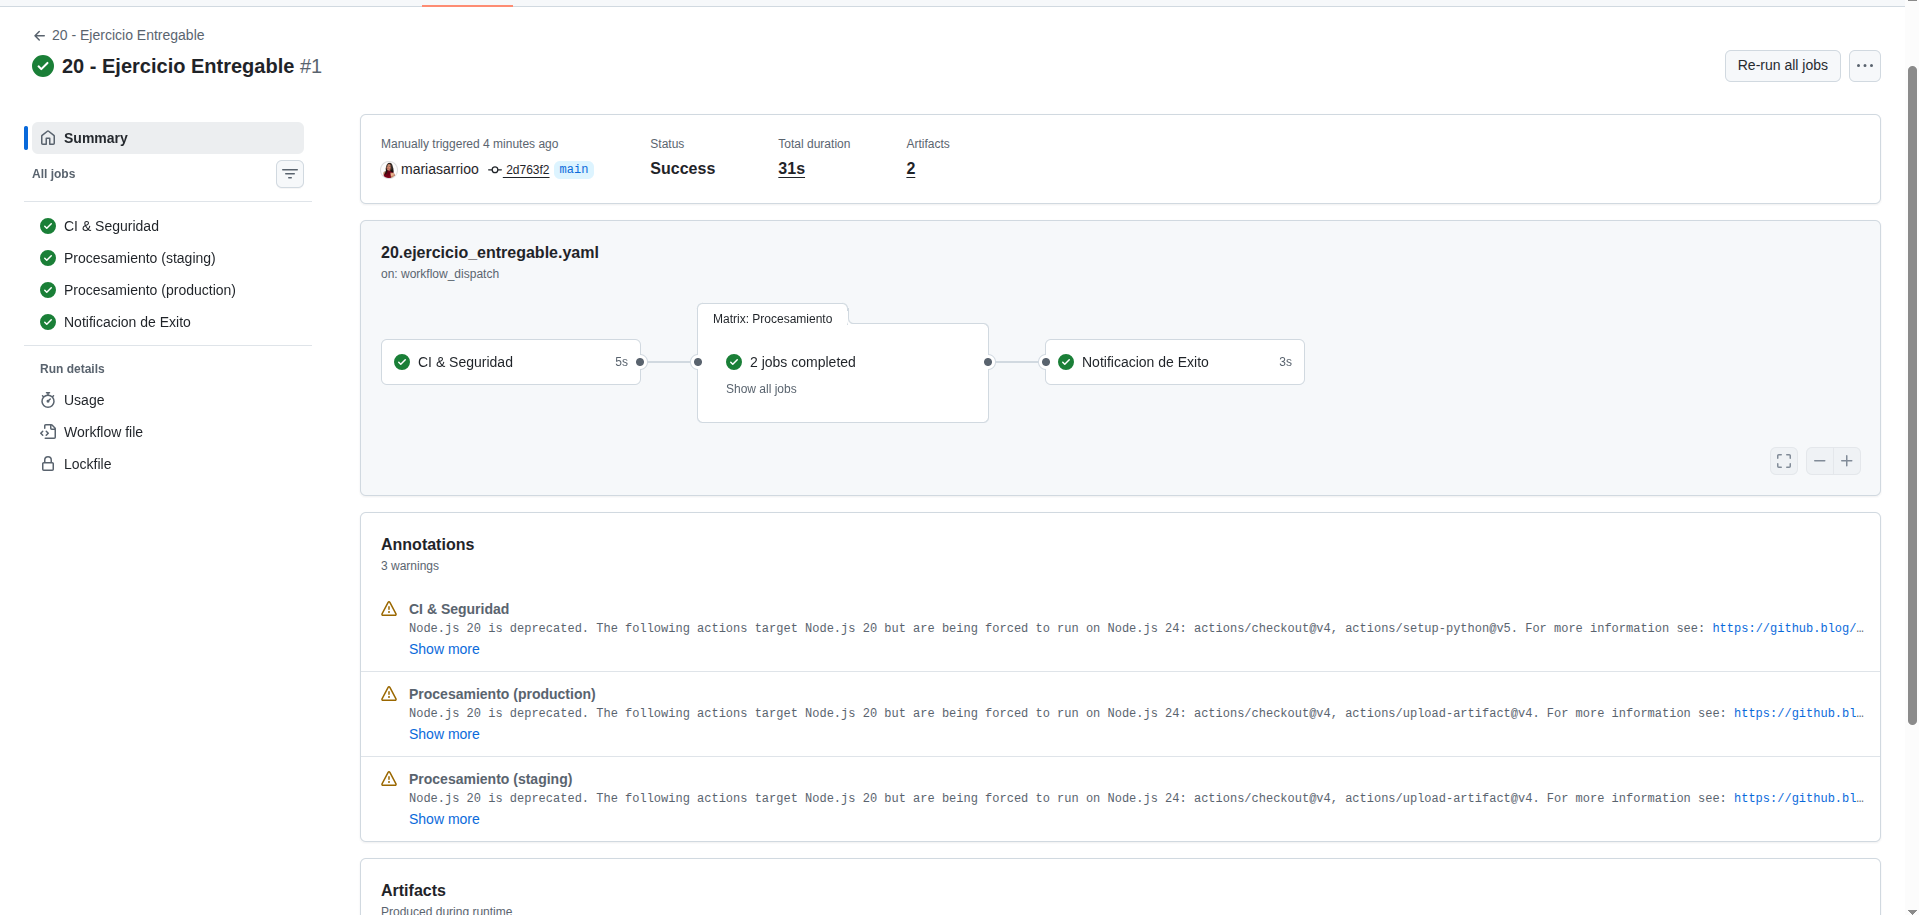 20 - Ejercicio Entregable
20 - Ejercicio Entregable #1
Re-run all jobs
Summary
All jobs
CI & Seguridad
Procesamiento (staging)
Procesamiento (production)
Notificacion de Exito
Run details
Usage
Workflow file
Lockfile
Manually triggered 4 minutes ago
mariasarrioo 2d763f2 main
Status
Success
Total duration
31s
Artifacts
2
20.ejercicio_entregable.yaml
on: workflow_dispatch
CI & Seguridad 5s
Matrix: Procesamiento
2 jobs completed
Show all jobs
Notificacion de Exito 3s
Annotations
3 warnings
CI & Seguridad
Node.js 20 is deprecated. The following actions target Node.js 20 but are being forced to run on Node.js 24: actions/checkout@v4, actions/setup-python@v5. For more information see: https://github.blog/…
Show more
Procesamiento (production)
Node.js 20 is deprecated. The following actions target Node.js 20 but are being forced to run on Node.js 24: actions/checkout@v4, actions/upload-artifact@v4. For more information see: https://github.bl…
Show more
Procesamiento (staging)
Node.js 20 is deprecated. The following actions target Node.js 20 but are being forced to run on Node.js 24: actions/checkout@v4, actions/upload-artifact@v4. For more information see: https://github.bl…
Show more
Artifacts
Produced during runtime